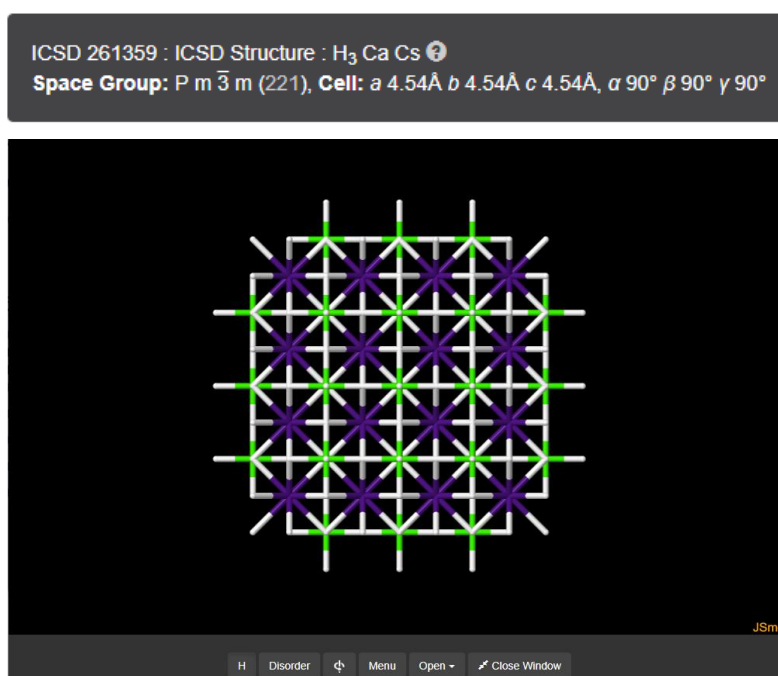 ICSD 261359 : ICSD Structure : H₃ Ca Cs ?
Space Group: P m 3̅ m (221), Cell: a 4.54Å b 4.54Å c 4.54Å, α 90° β 90° γ 90°
JSm
H Disorder Menu Open Close Window